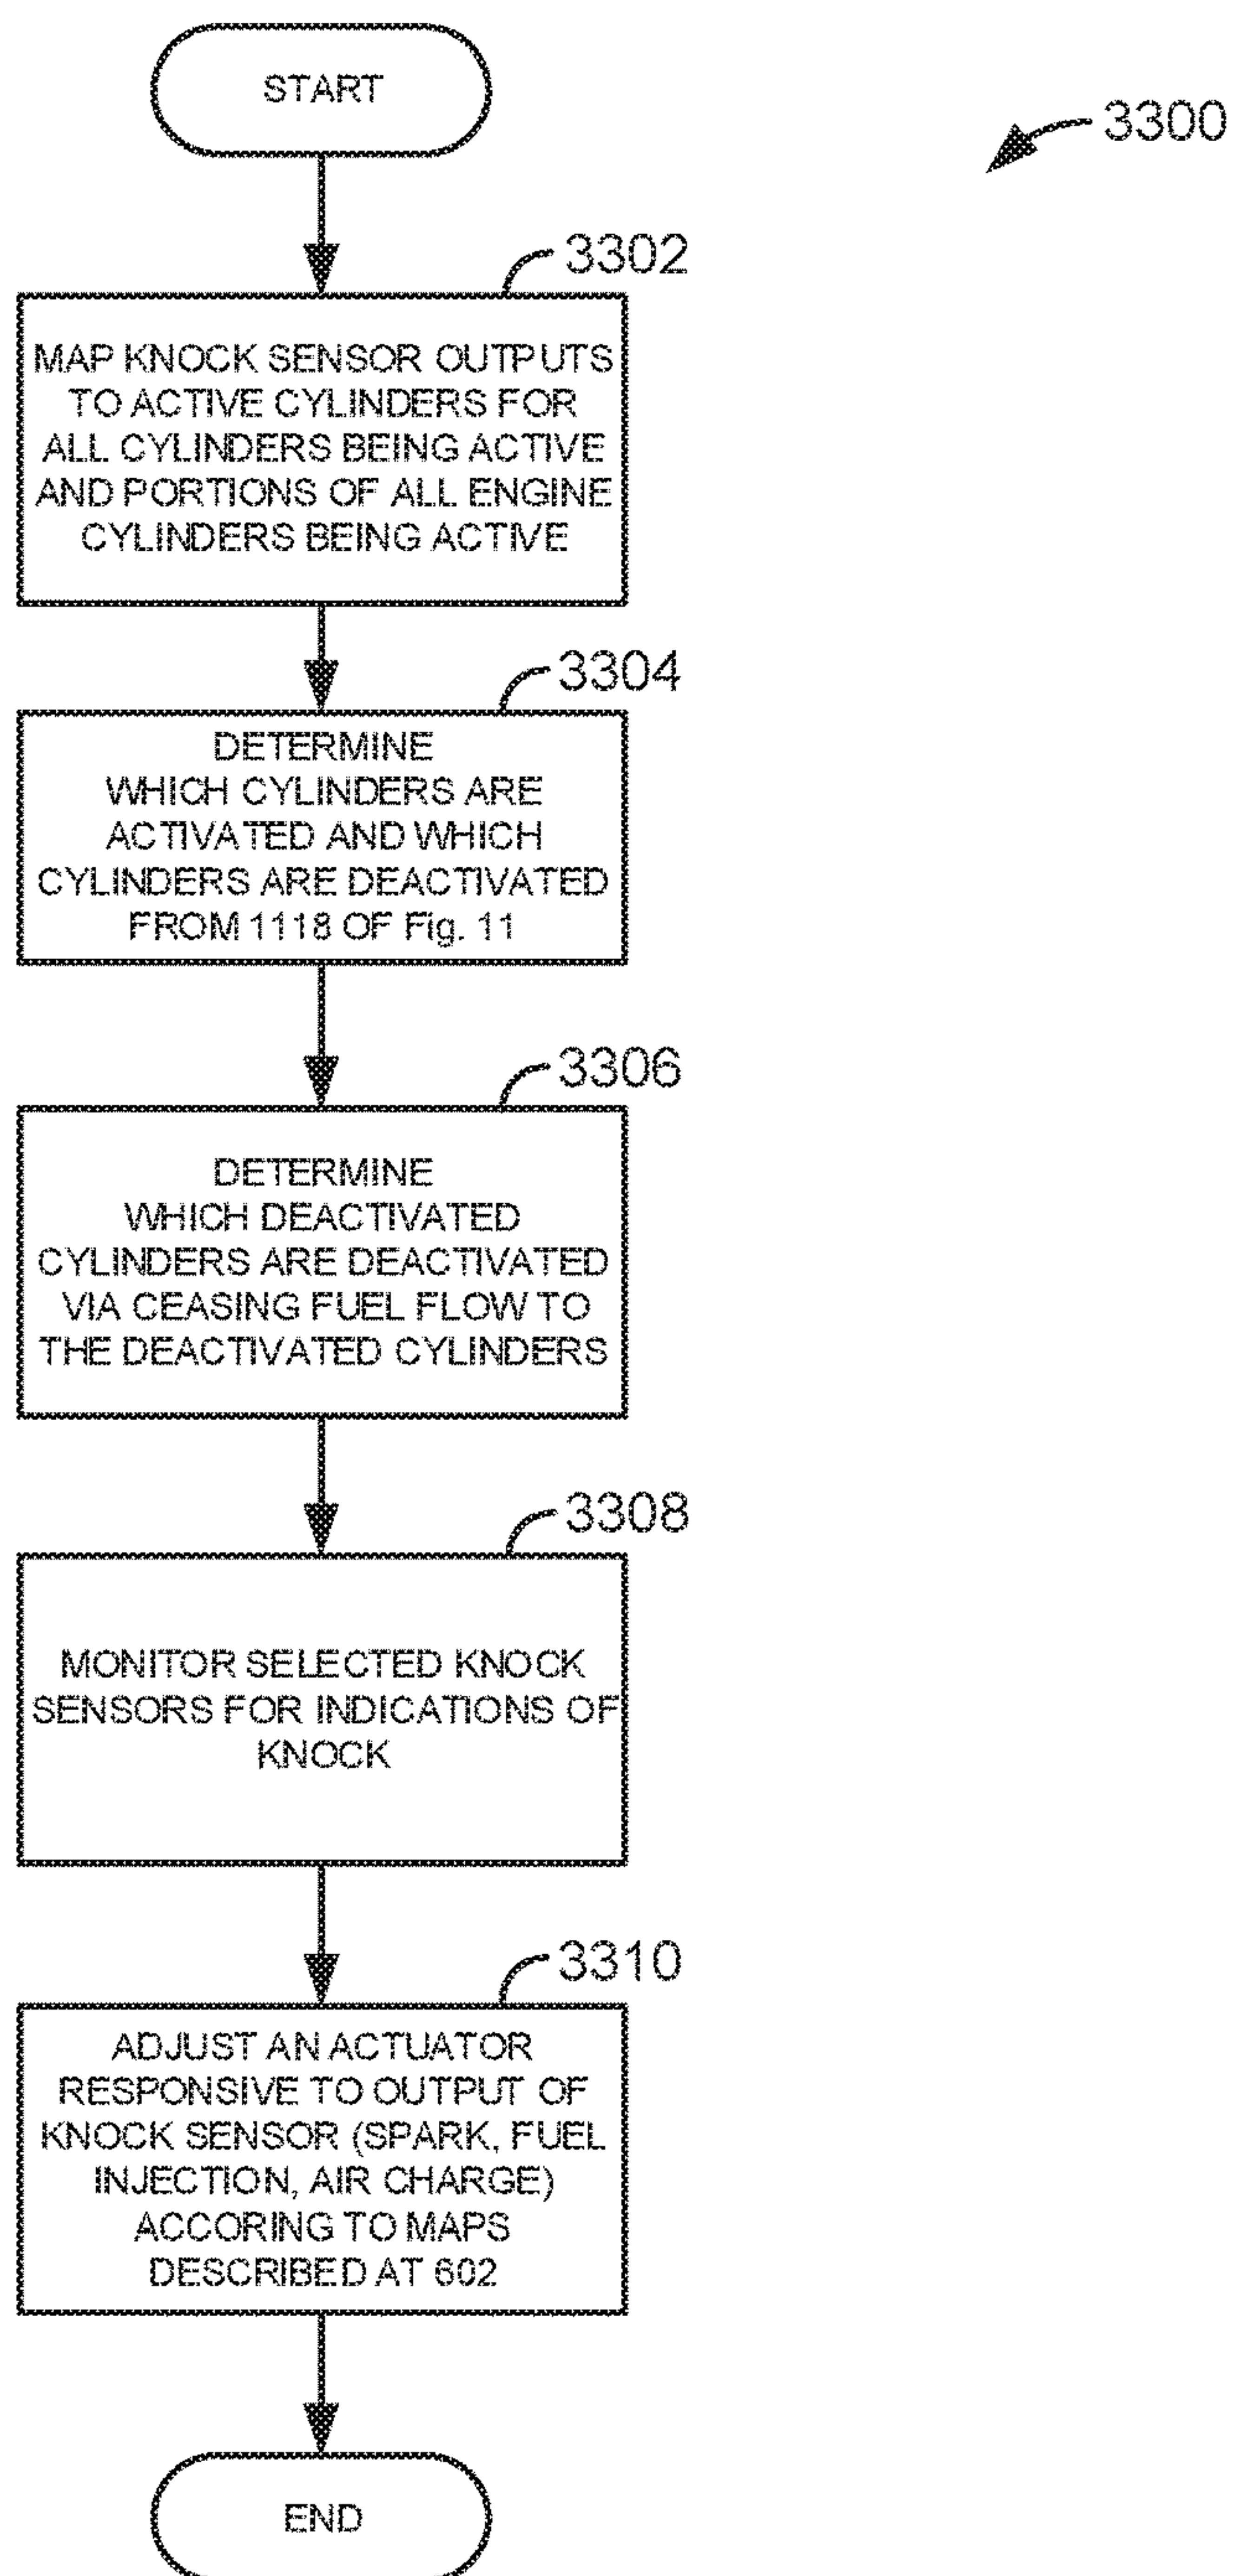 START
3300
3302
MAP KNOCK SENSOR OUTPUTS
TO ACTIVE CYLINDERS FOR
ALL CYLINDERS BEING ACTIVE
AND PORTIONS OF ALL ENGINE
CYLINDERS BEING ACTIVE
3304
DETERMINE
WHICH CYLINDERS ARE
ACTIVATED AND WHICH
CYLINDERS ARE DEACTIVATED
FROM 1118 OF Fig. 11
3306
DETERMINE
WHICH DEACTIVATED
CYLINDERS ARE DEACTIVATED
VIA CEASING FUEL FLOW TO
THE DEACTIVATED CYLINDERS
3308
MONITOR SELECTED KNOCK
SENSORS FOR INDICATIONS OF
KNOCK
3310
ADJUST AN ACTUATOR
RESPONSIVE TO OUTPUT OF
KNOCK SENSOR (SPARK, FUEL
INJECTION, AIR CHARGE)
ACCORING TO MAPS
DESCRIBED AT 602
END